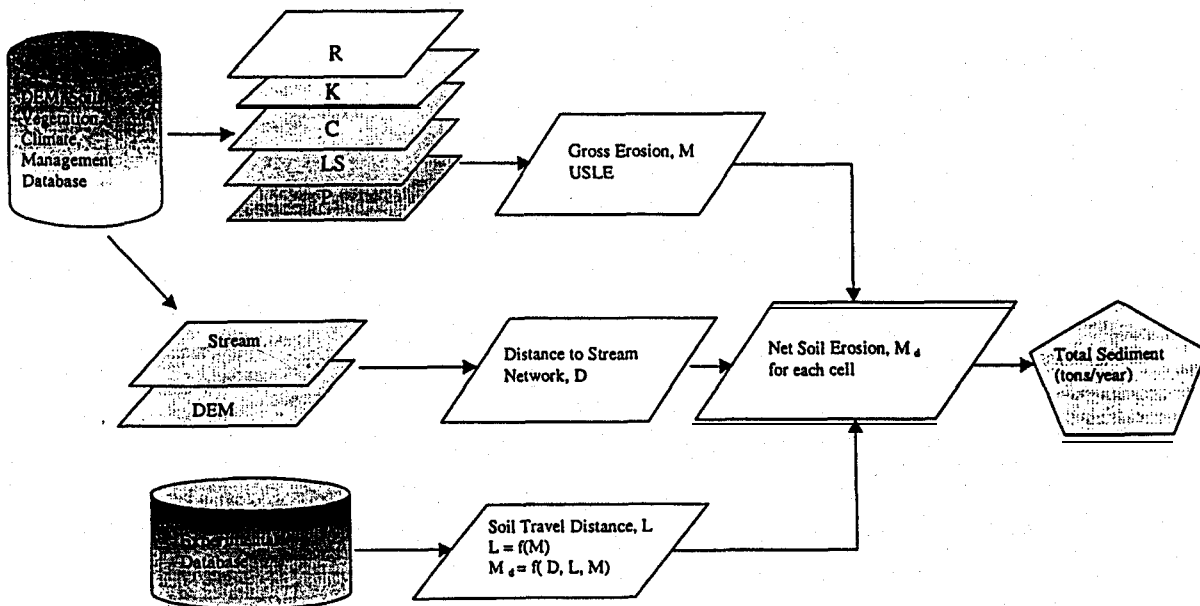 DEM, Soil,
Vegetation,
Climate,
Management
Database
R
K
C
LS
P
Gross Erosion, M
USLE
Stream
DEM
Distance to Stream
Network, D
Net Soil Erosion, M d
for each cell
Total Sediment
(tons/year)
Database
Soil Travel Distance, L
L = f(M)
M d = f( D, L, M)